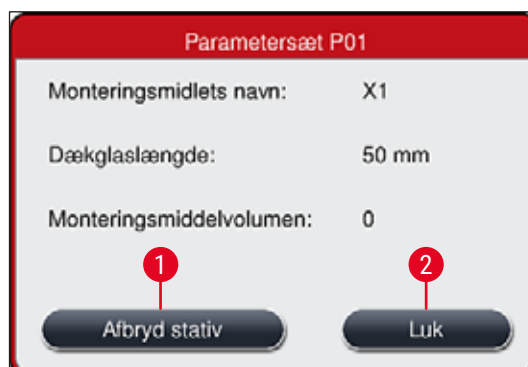 Parametersæt P01
Monteringsmidlets navn: X1
Dækglaslængde: 50 mm
Monteringsmiddelvolumen: 0
1 2
Afbryd stativ Luk